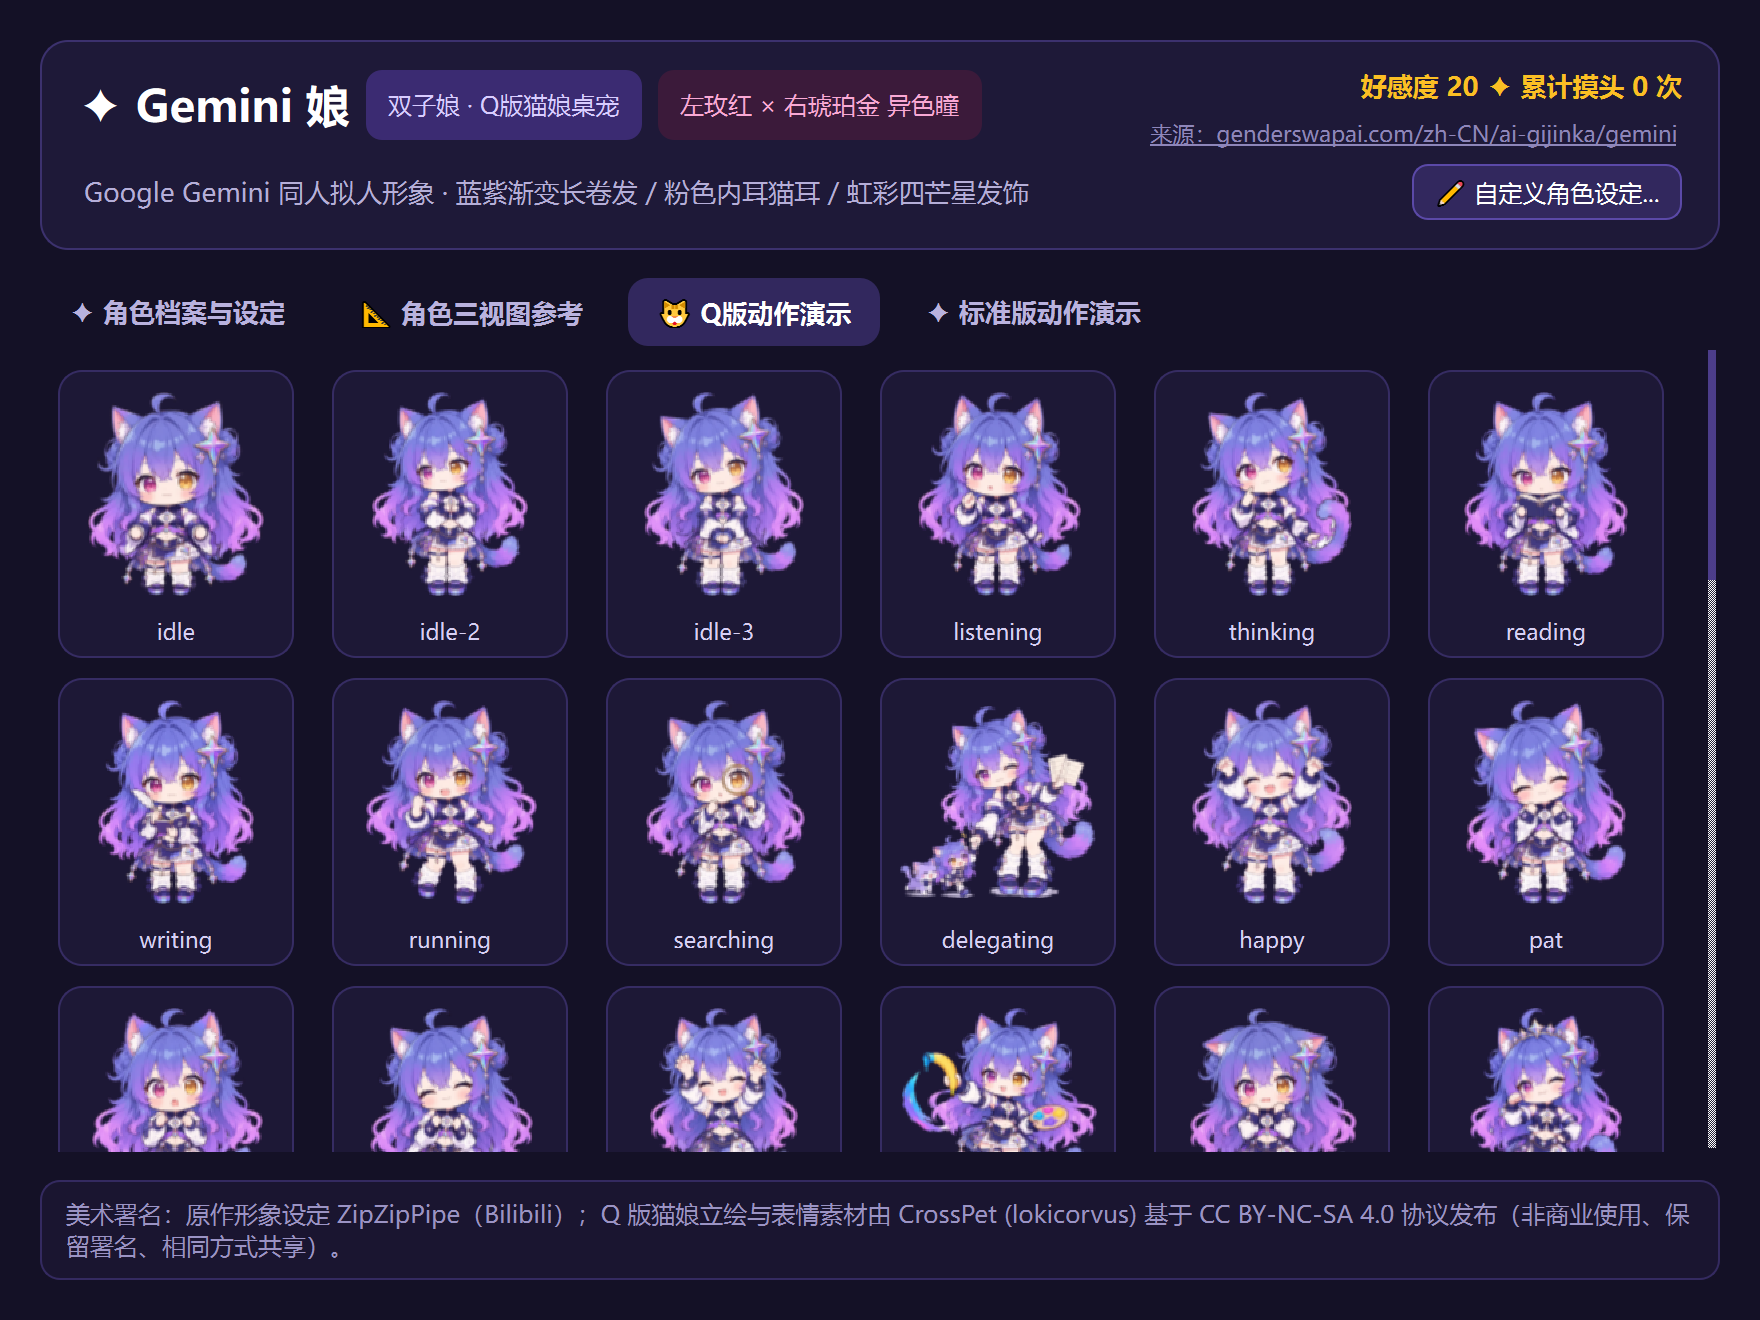 ✦ Gemini 娘
双子娘 · Q版猫娘桌宠
左玫红 × 右琥珀金 异色瞳
好感度 20 ✦ 累计摸头 0 次
来源：genderswapai.com/zh-CN/ai-gijinka/gemini
Google Gemini 同人拟人形象 · 蓝紫渐变长卷发 / 粉色内耳猫耳 / 虹彩四芒星发饰
自定义角色设定...
✦ 角色档案与设定
角色三视图参考
Q版动作演示
✦ 标准版动作演示
idle
idle-2
idle-3
listening
thinking
reading
writing
running
searching
delegating
happy
pat
美术署名：原作形象设定 ZipZipPipe（Bilibili）；Q 版猫娘立绘与表情素材由 CrossPet (lokicorvus) 基于 CC BY-NC-SA 4.0 协议发布（非商业使用、保
留署名、相同方式共享）。